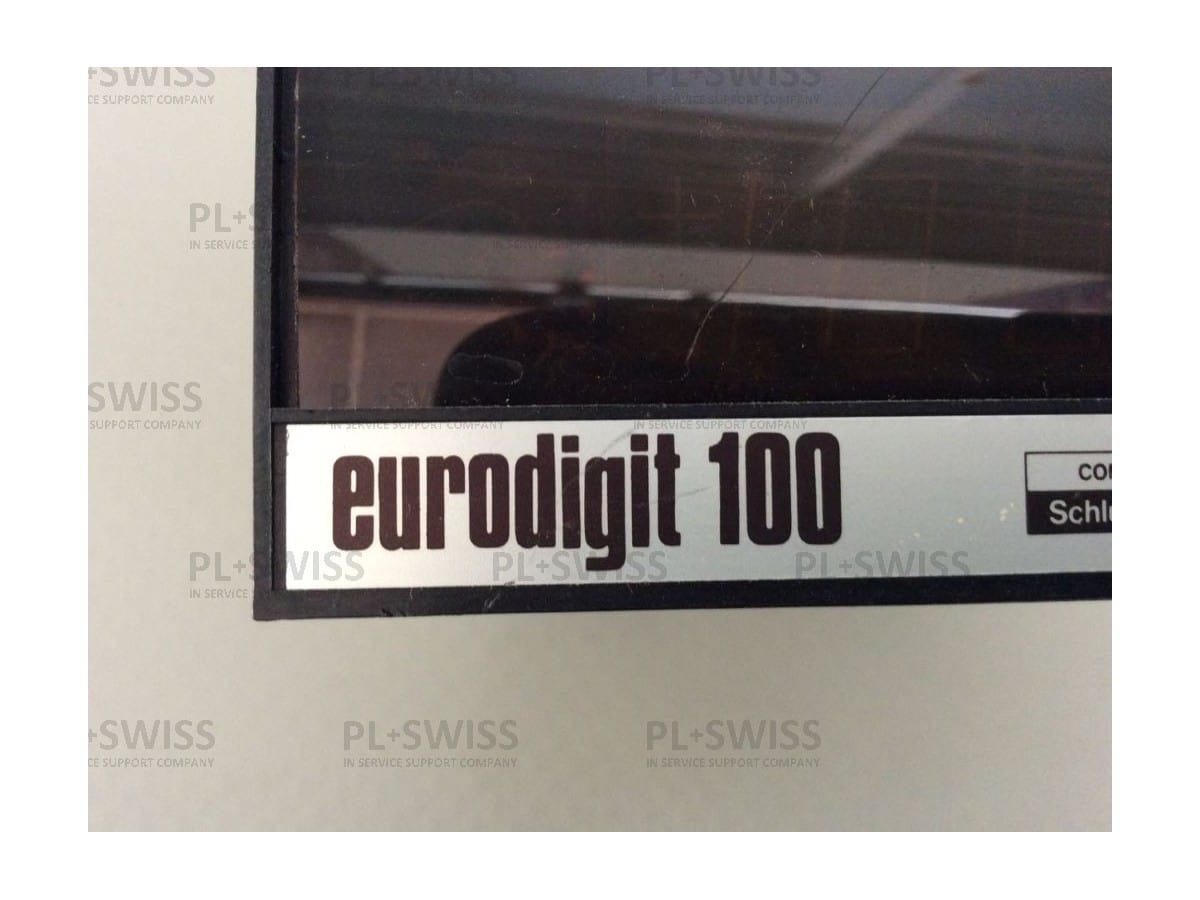 PL+SWISS
IN SERVICE SUPPORT COMPANY
eurodigit 100